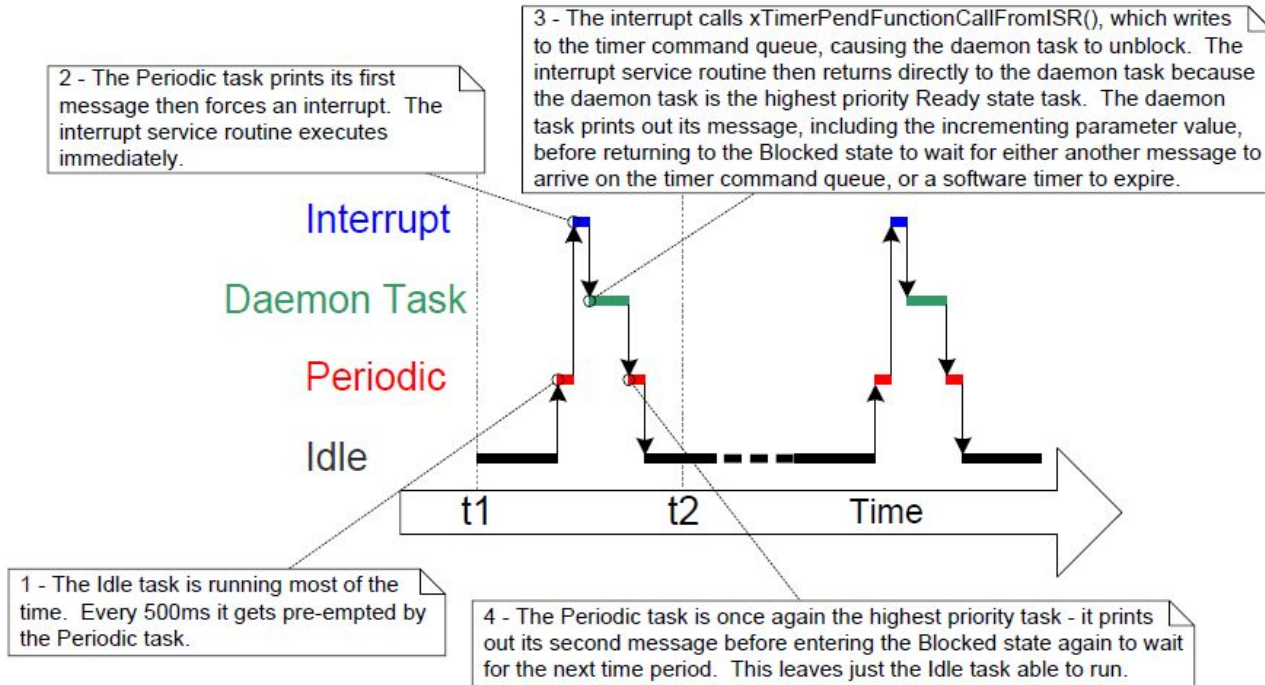 3 - The interrupt calls xTimerPendFunctionCallFromISR(), which writes
to the timer command queue, causing the daemon task to unblock. The
interrupt service routine then returns directly to the daemon task because
the daemon task is the highest priority Ready state task. The daemon
task prints out its message, including the incrementing parameter value,
before returning to the Blocked state to wait for either another message to
arrive on the timer command queue, or a software timer to expire.
2 - The Periodic task prints its first
message then forces an interrupt. The
interrupt service routine executes
immediately.
Interrupt
Daemon Task
Periodic
Idle
t1
t2
Time
1 - The Idle task is running most of the
time. Every 500ms it gets pre-empted by
the Periodic task.
4 - The Periodic task is once again the highest priority task - it prints
out its second message before entering the Blocked state again to wait
for the next time period. This leaves just the Idle task able to run.